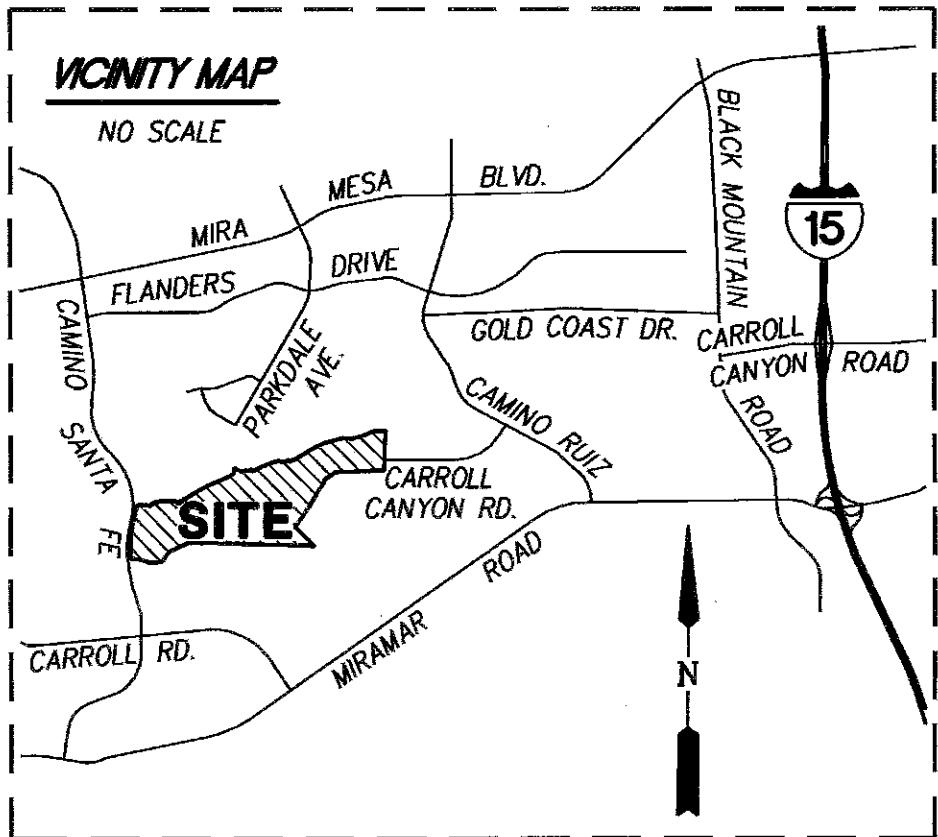 VICINITY MAP
NO SCALE
MIRA MESA BLVD.
BLACK MOUNTAIN ROAD
15
FLANDERS DRIVE
CAMINO SANTA FE
GOLD COAST DR.
CARROLL
CANYON ROAD
PARKDALE
AVE.
CAMINO RUIZ
CARROLL
CANYON RD.
SITE
MIRAMAR ROAD
CARROLL RD.
N